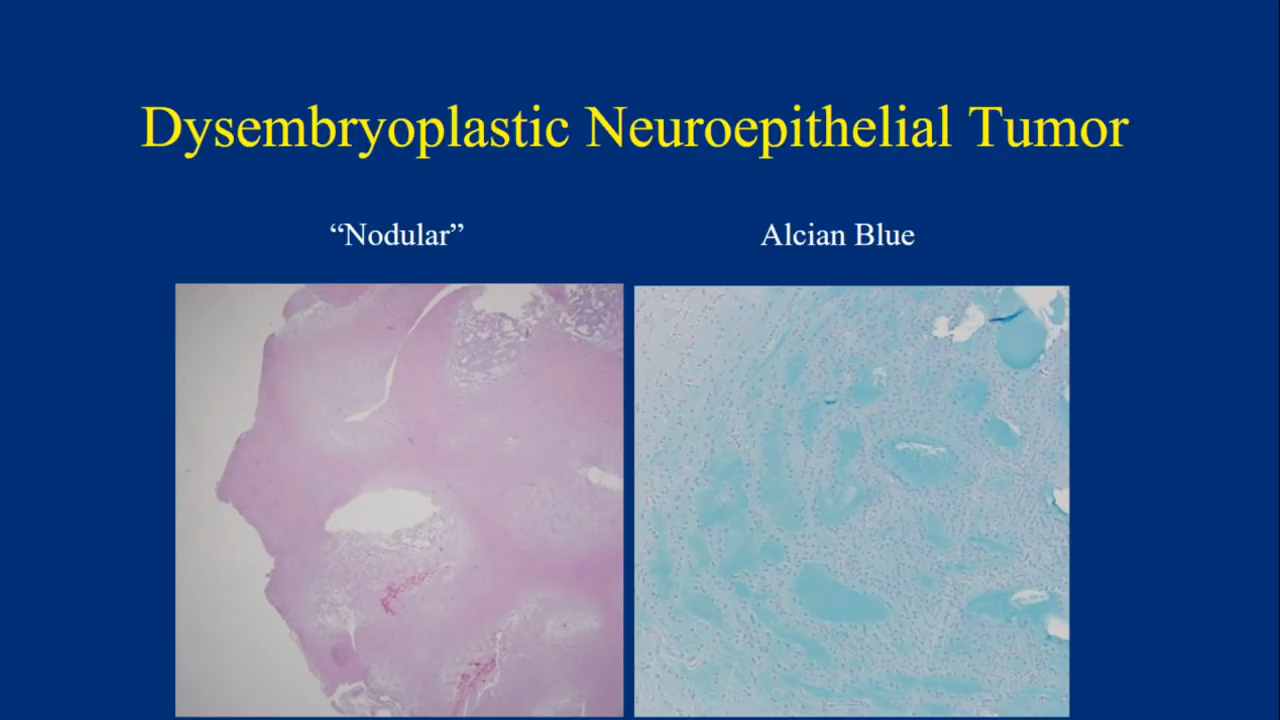 Dysembryoplastic Neuroepithelial Tumor
“Nodular”
Alcian Blue